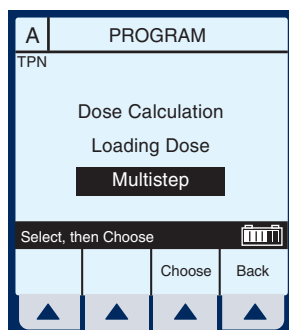 A PROGRAM
TPN
Dose Calculation
Loading Dose
Multistep
Select, then Choose
Choose Back